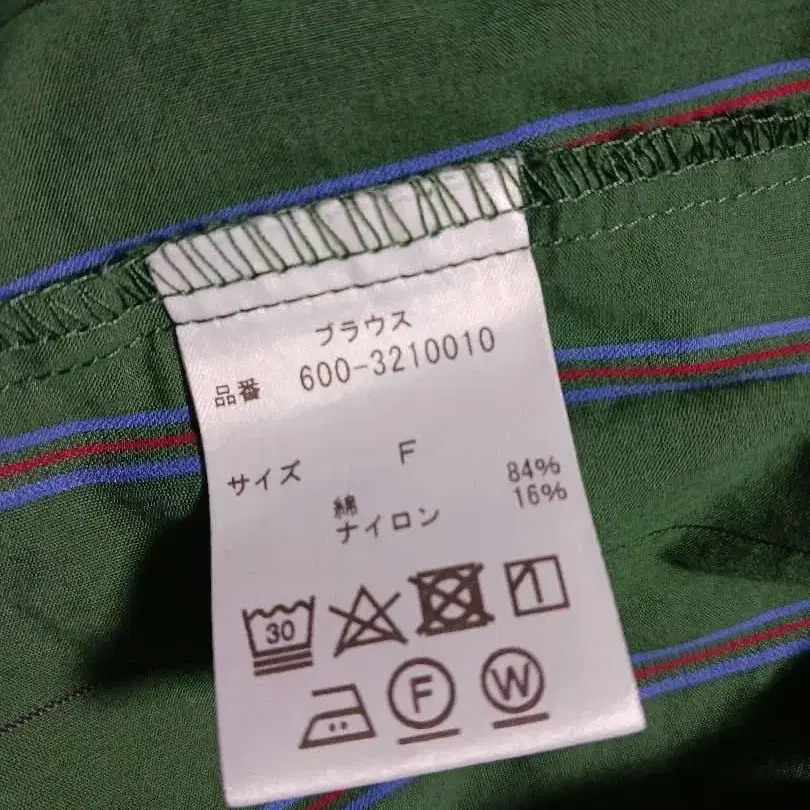 ブラウス
品番 600-3210010
サイズ F
綿 84%
ナイロン 16%
30
F W